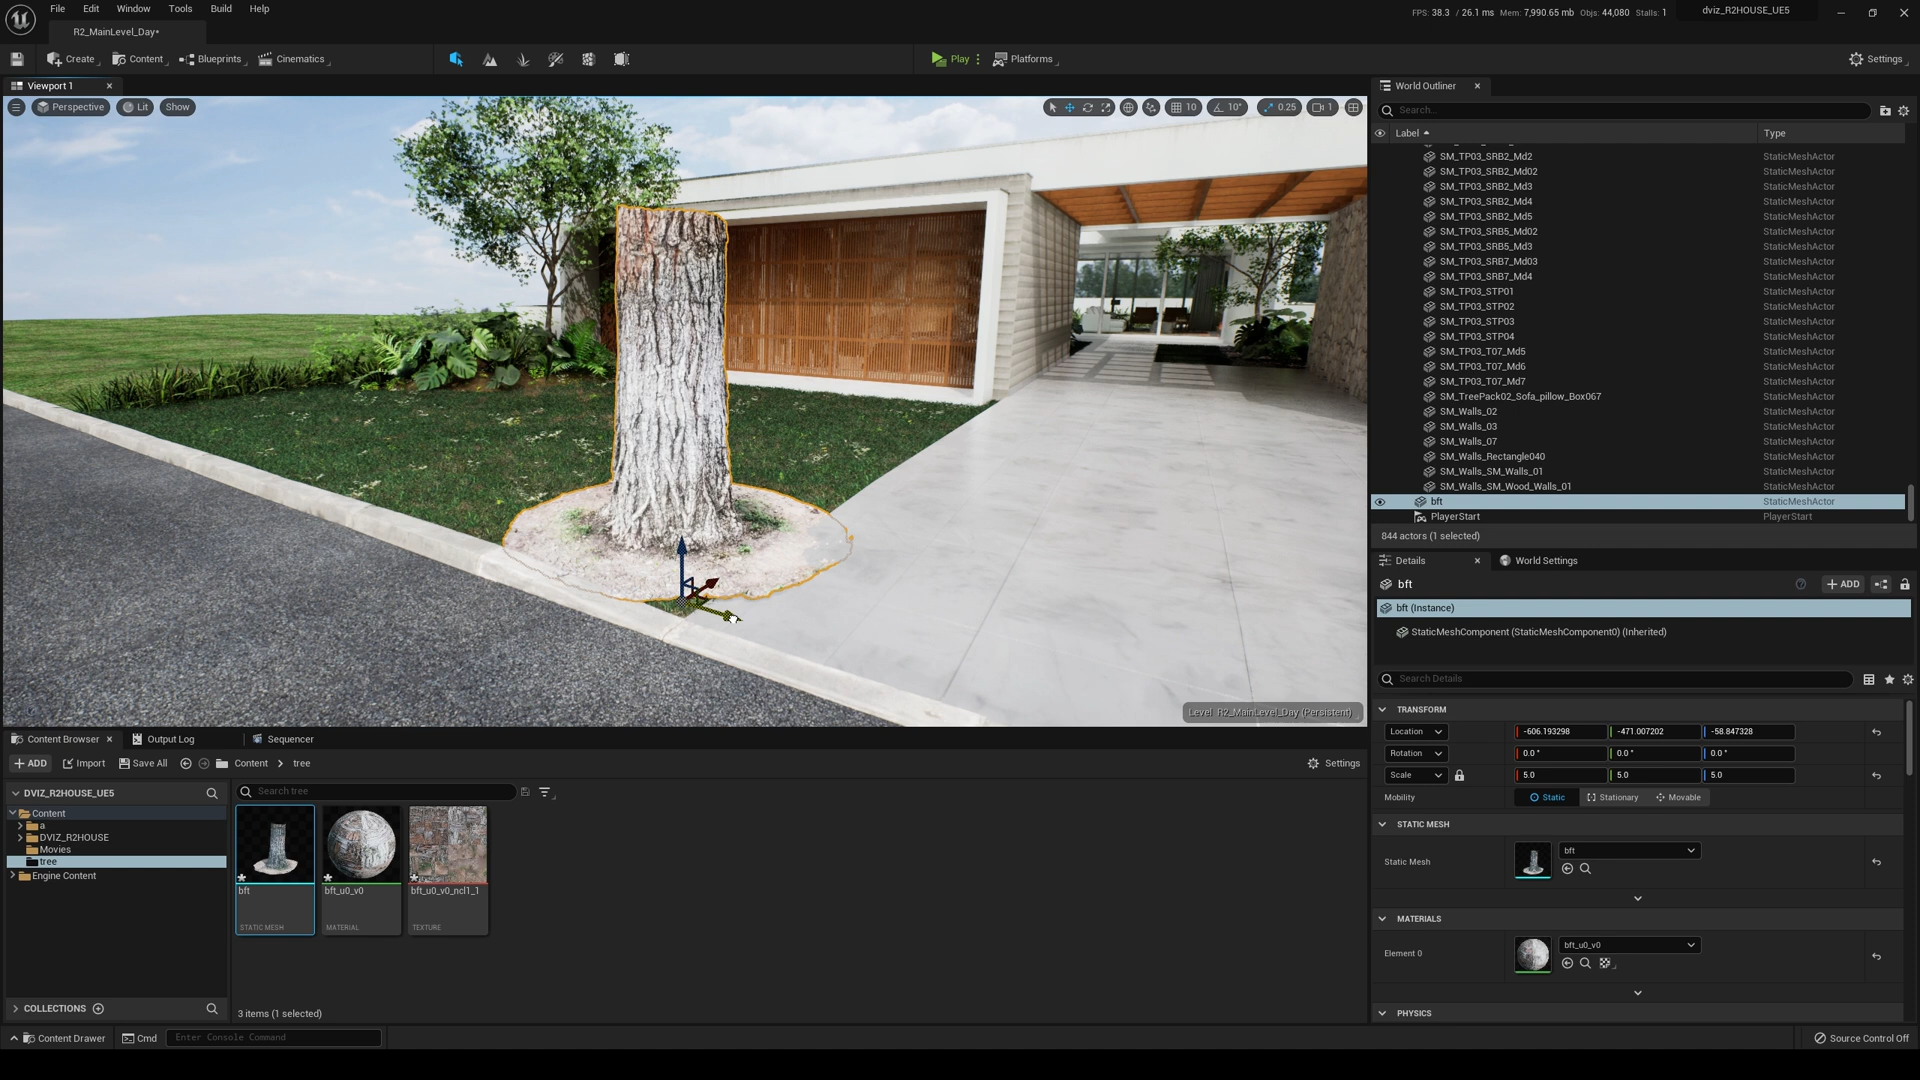 File Edit Window Tools Build Help
FPS: 38.3 / 26.1 ms Mem: 7,990.65 mb Objs: 44,080 Stalls: 1
dviz_R2HOUSE_UE5
R2_MainLevel_Day*
Create Content Blueprints Cinematics
Play Platforms
Settings
Viewport 1
Perspective Lit Show
10 10° 0.25 1
Level R2_MainLevel_Day (Persistent)
World Outliner
Search...
Label Type
SM_TP03_SRB2_Md2 StaticMeshActor
SM_TP03_SRB2_Md02 StaticMeshActor
SM_TP03_SRB2_Md3 StaticMeshActor
SM_TP03_SRB2_Md4 StaticMeshActor
SM_TP03_SRB2_Md5 StaticMeshActor
SM_TP03_SRB5_Md02 StaticMeshActor
SM_TP03_SRB5_Md3 StaticMeshActor
SM_TP03_SRB7_Md03 StaticMeshActor
SM_TP03_SRB7_Md4 StaticMeshActor
SM_TP03_STP01 StaticMeshActor
SM_TP03_STP02 StaticMeshActor
SM_TP03_STP03 StaticMeshActor
SM_TP03_STP04 StaticMeshActor
SM_TP03_T07_Md5 StaticMeshActor
SM_TP03_T07_Md6 StaticMeshActor
SM_TP03_T07_Md7 StaticMeshActor
SM_TreePack02_Sofa_pillow_Box067 StaticMeshActor
SM_Walls_02 StaticMeshActor
SM_Walls_03 StaticMeshActor
SM_Walls_07 StaticMeshActor
SM_Walls_Rectangle040 StaticMeshActor
SM_Walls_SM_Walls_01 StaticMeshActor
SM_Walls_SM_Wood_Walls_01 StaticMeshActor
bft StaticMeshActor
PlayerStart PlayerStart
844 actors (1 selected)
Details World Settings
bft
ADD
bft (Instance)
StaticMeshComponent (StaticMeshComponent0) (Inherited)
Search Details
TRANSFORM
Location -606.193298 -471.007202 -58.847328
Rotation 0.0 ° 0.0 ° 0.0 °
Scale 5.0 5.0 5.0
Mobility Static Stationary Movable
STATIC MESH
Static Mesh bft
MATERIALS
Element 0 bft_u0_v0
PHYSICS
Content Browser Output Log Sequencer
ADD Import Save All Content tree
Settings
DVIZ_R2HOUSE_UE5
Content
a
DVIZ_R2HOUSE
Movies
tree
Engine Content
COLLECTIONS
Search tree
bft
STATIC MESH
bft_u0_v0
MATERIAL
bft_u0_v0_ncl1_1
TEXTURE
3 items (1 selected)
Content Drawer Cmd Enter Console Command
Source Control Off